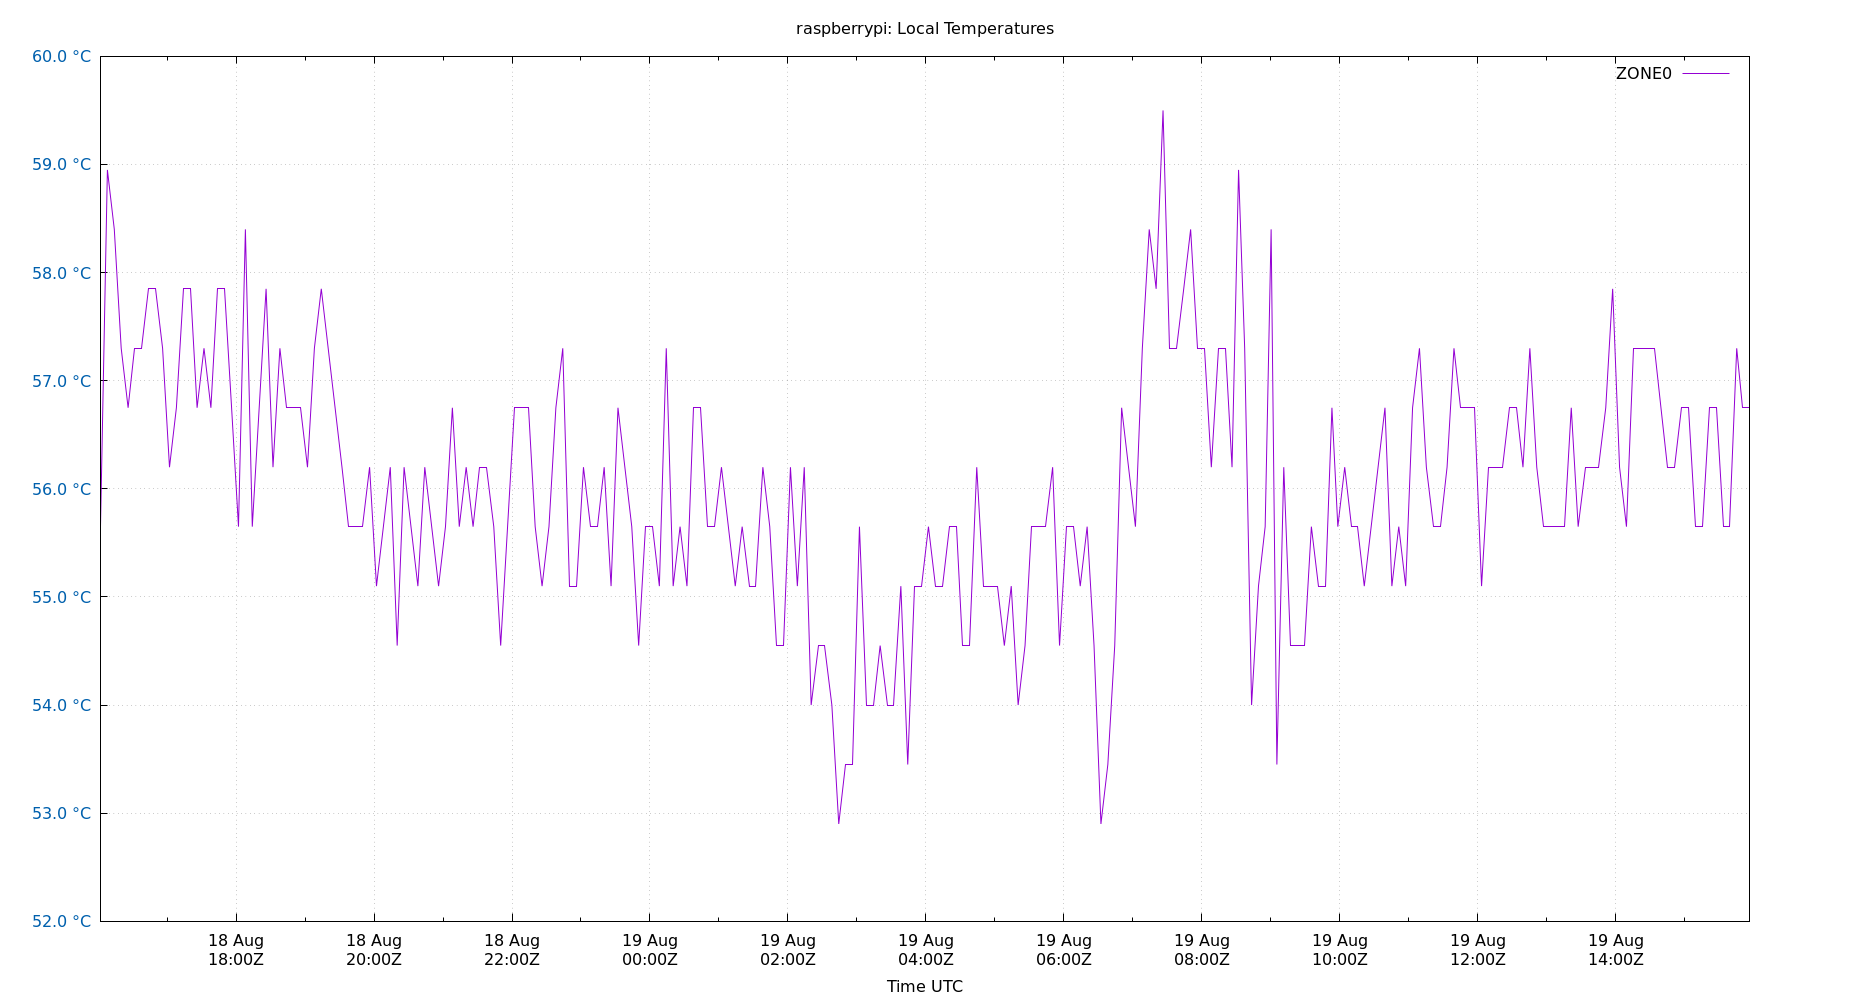 raspberrypi: Local Temperatures
60.0 °C
ZONE0
59.0 °C
58.0 °C
57.0 °C
56.0 °C
55.0 °C
54.0 °C
53.0 °C
52.0 °C
18 Aug 18 Aug 18 Aug 19 Aug 19 Aug 19 Aug 19 Aug 19 Aug 19 Aug 19 Aug 19 Aug
18:00Z 20:00Z 22:00Z 00:00Z 02:00Z 04:00Z 06:00Z 08:00Z 10:00Z 12:00Z 14:00Z
Time UTC